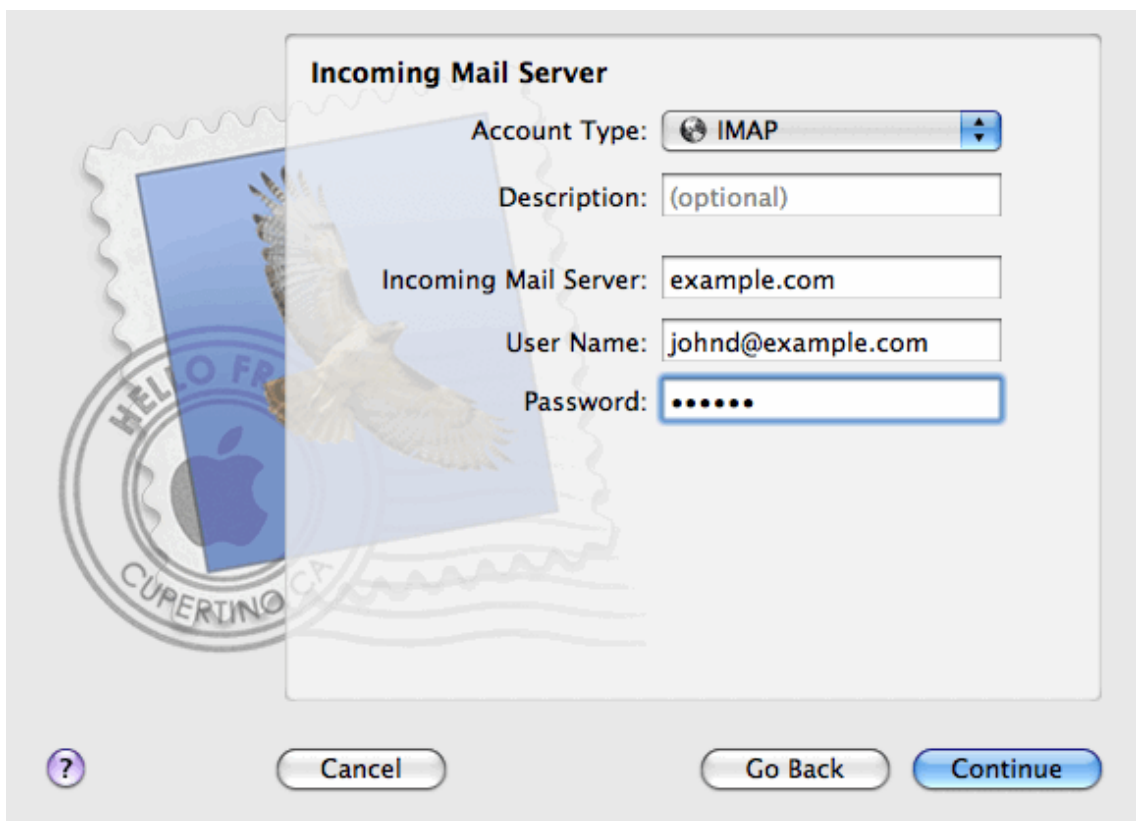 Incoming Mail Server
Account Type: IMAP
Description: (optional)
Incoming Mail Server: example.com
User Name: johnd@example.com
Password: ••••••
HELLO FR
CUPERTINO CA
?
Cancel
Go Back
Continue